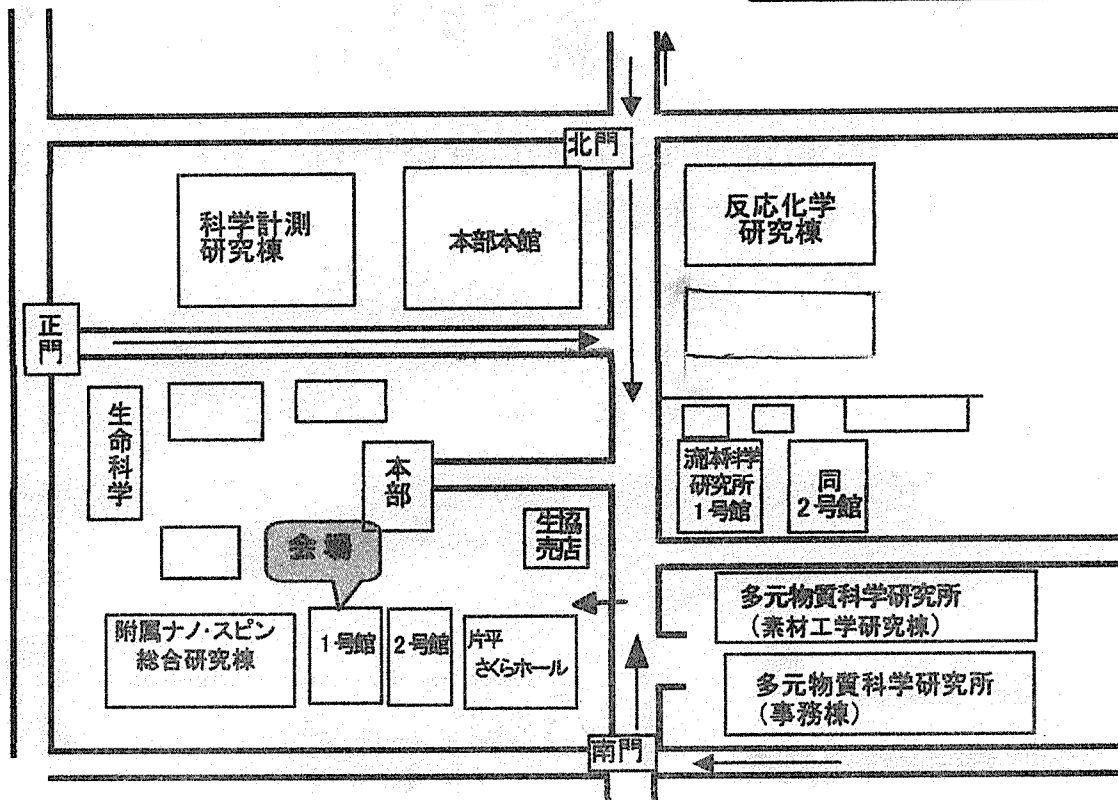 北門
科学計測
研究棟
本部本館
反応化学
研究棟
正
門
生
命
科
学
本
部
流体科学
研究所
1号館
同
2号館
生協
売店
会場
附属ナノ・スピン
総合研究棟
1号館
2号館
片平
さくらホール
多元物質科学研究所
（素材工学研究棟）
多元物質科学研究所
（事務棟）
南門